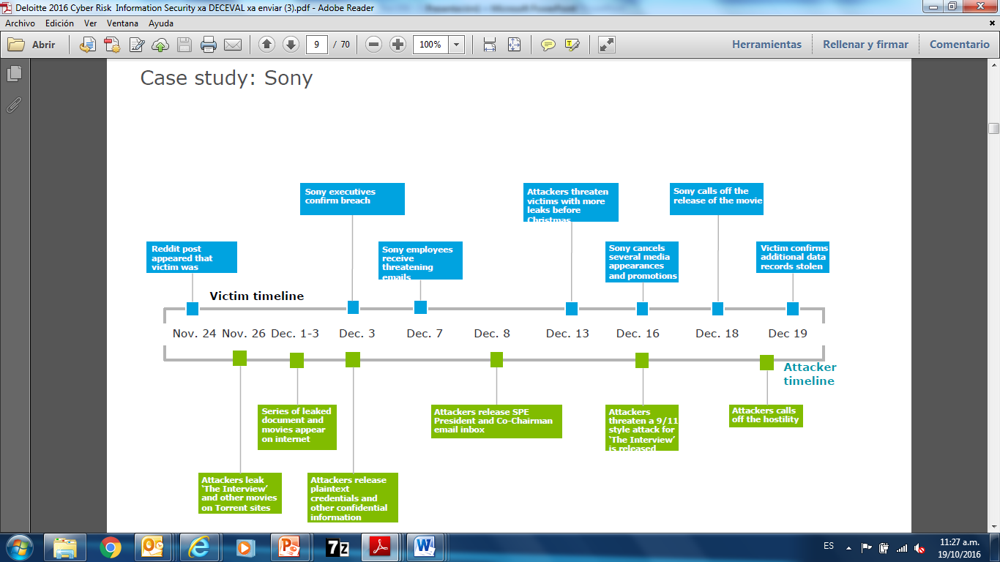 Deloitte 2016 Cyber Risk  Information Security xa DECEVAL xa enviar (3).pdf - Adobe Reader
Archivo Edición Ver Ventana Ayuda
Abrir 9 / 70 100% Herramientas Rellenar y firmar Comentario
Case study: Sony
Sony executives
confirm breach
Attackers threaten
victims with more
leaks before
Christmas
Sony calls off the
release of the movie
Reddit post
appeared that
victim was
Sony employees
receive
threatening
emails
Sony cancels
several media
appearances
and promotions
Victim confirms
additional data
records stolen
Victim timeline
Nov. 24 Nov. 26 Dec. 1-3 Dec. 3 Dec. 7 Dec. 8 Dec. 13 Dec. 16 Dec. 18 Dec 19
Attacker
timeline
Series of leaked
document and
movies appear
on internet
Attackers release SPE
President and Co-Chairman
email inbox
Attackers
threaten a 9/11
style attack for
‘The Interview’
is released
Attackers calls
off the hostility
Attackers leak
‘The Interview’
and other movies
on Torrent sites
Attackers release
plaintext
credentials and
other confidential
information
7z
ES
11:27 a.m.
19/10/2016